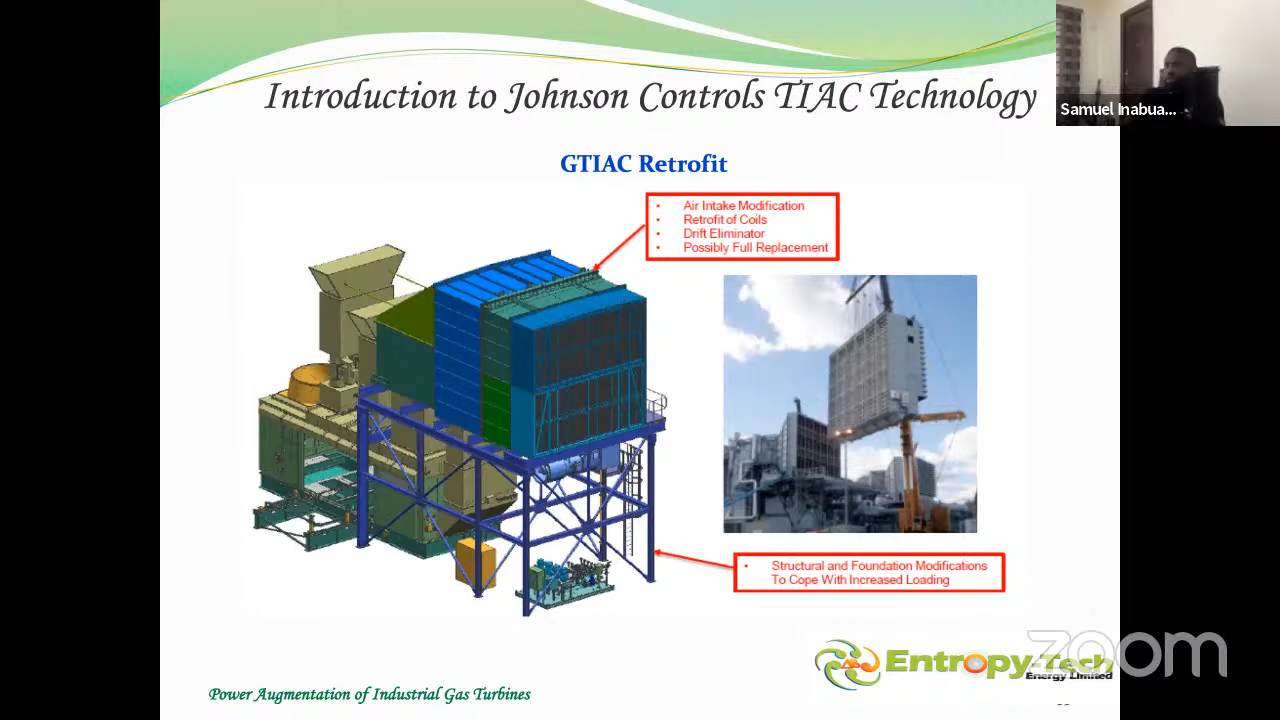 Introduction to Johnson Controls TIAC Technology
Samuel Inabua...
GTIAC Retrofit
• Air Intake Modification
• Retrofit of Coils
• Drift Eliminator
• Possibly Full Replacement
• Structural and Foundation Modifications
To Cope With Increased Loading
Entropy-Tech
Energy Limited
zoom
Power Augmentation of Industrial Gas Turbines